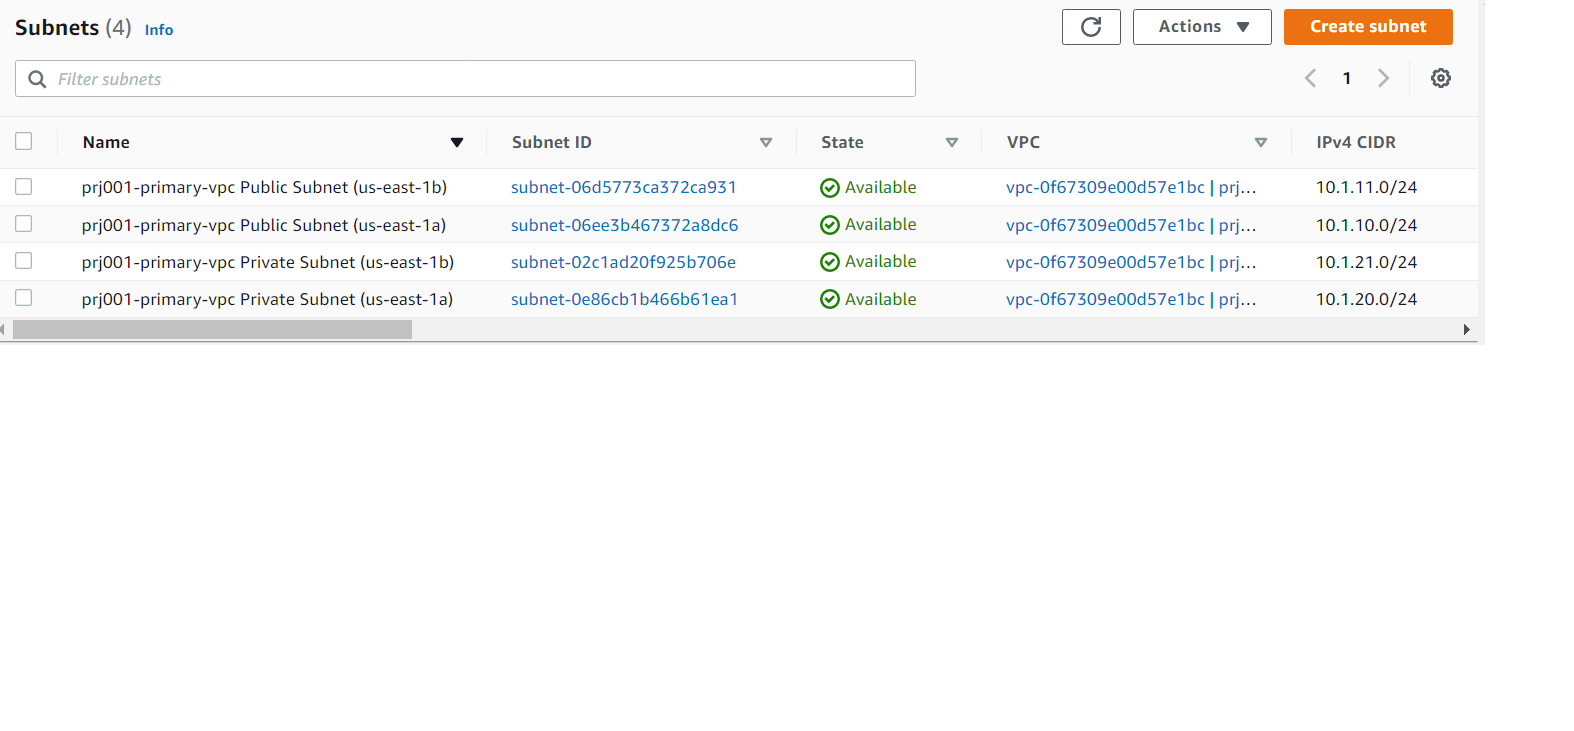 Subnets (4) Info
Actions
Create subnet
Filter subnets
1
Name Subnet ID State VPC IPv4 CIDR
prj001-primary-vpc Public Subnet (us-east-1b) subnet-06d5773ca372ca931 Available vpc-0f67309e00d57e1bc | prj... 10.1.11.0/24
prj001-primary-vpc Public Subnet (us-east-1a) subnet-06ee3b467372a8dc6 Available vpc-0f67309e00d57e1bc | prj... 10.1.10.0/24
prj001-primary-vpc Private Subnet (us-east-1b) subnet-02c1ad20f925b706e Available vpc-0f67309e00d57e1bc | prj... 10.1.21.0/24
prj001-primary-vpc Private Subnet (us-east-1a) subnet-0e86cb1b466b61ea1 Available vpc-0f67309e00d57e1bc | prj... 10.1.20.0/24